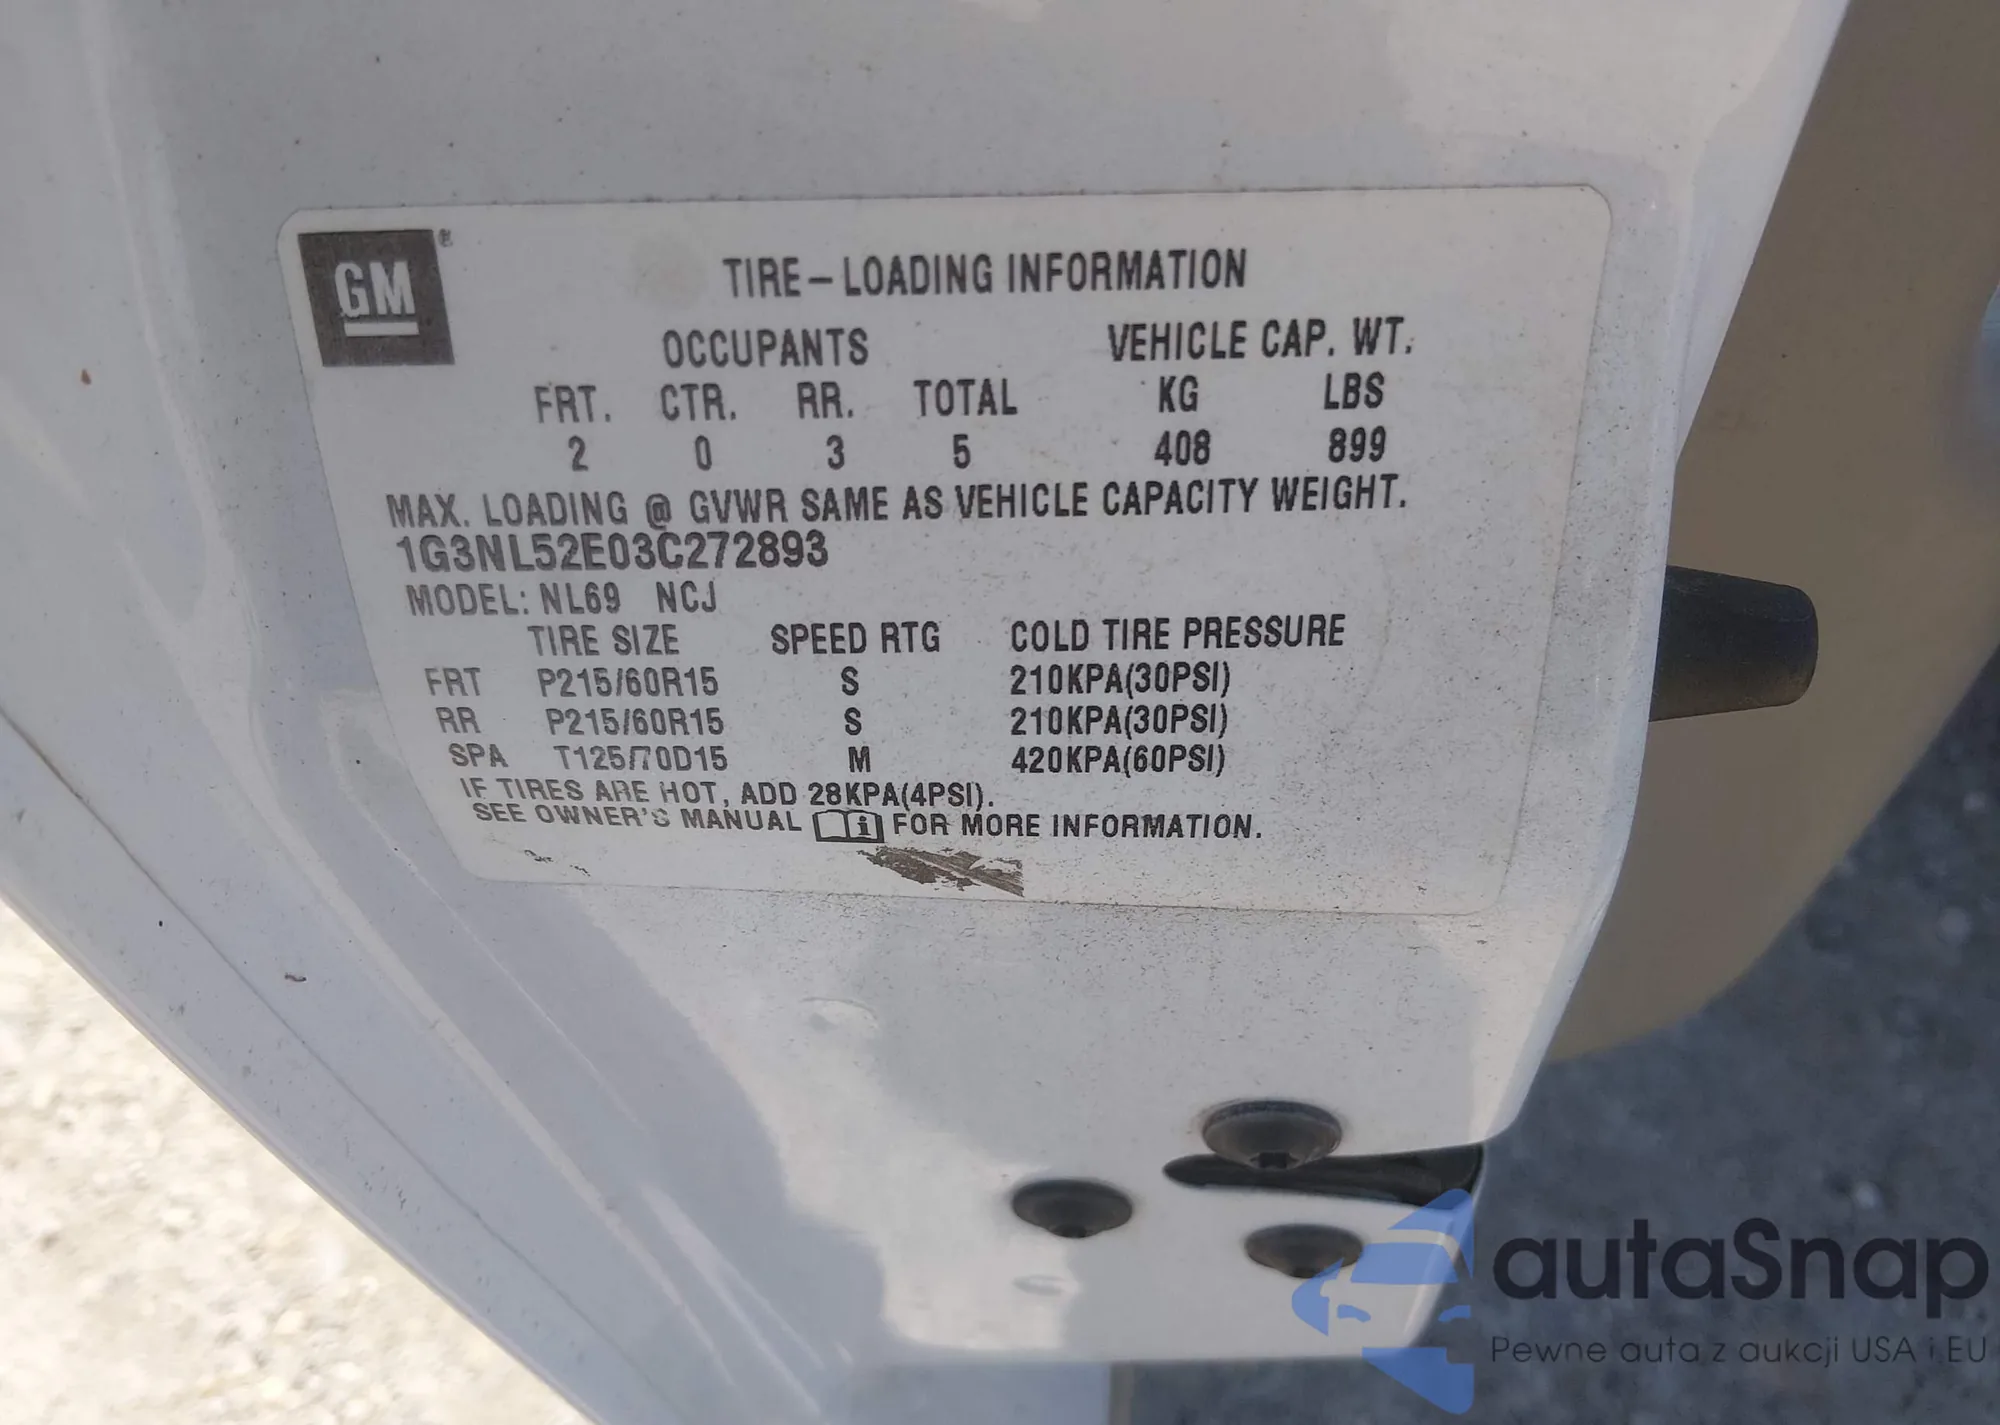 GM®
TIRE-LOADING INFORMATION
OCCUPANTS VEHICLE CAP. WT.
FRT. CTR. RR. TOTAL KG LBS
2 0 3 5 408 899
MAX. LOADING @ GVWR SAME AS VEHICLE CAPACITY WEIGHT.
1G3NL52E03C272893
MODEL: NL69 NCJ
TIRE SIZE SPEED RTG COLD TIRE PRESSURE
FRT P215/60R15 S 210KPA(30PSI)
RR P215/60R15 S 210KPA(30PSI)
SPA T125/70D15 M 420KPA(60PSI)
IF TIRES ARE HOT, ADD 28KPA(4PSI).
SEE OWNER'S MANUAL i FOR MORE INFORMATION.
autaSnap
Pewne auta z aukcji USA i EU